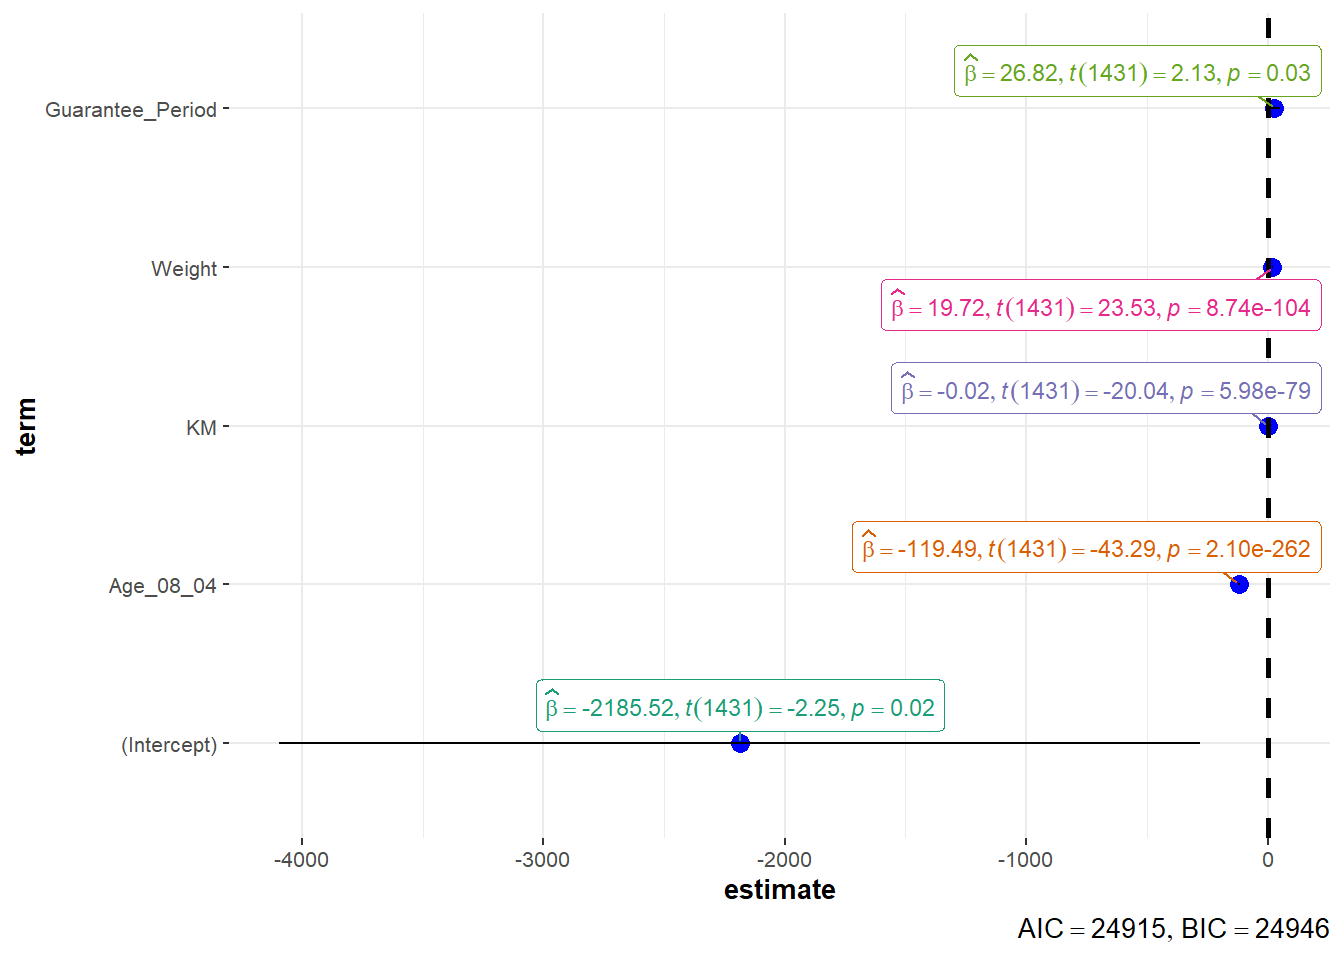 β̂ = 26.82, t(1431) = 2.13, p = 0.03
Guarantee_Period
Weight
β̂ = 19.72, t(1431) = 23.53, p = 8.74e-104
β̂ = -0.02, t(1431) = -20.04, p = 5.98e-79
KM
term
β̂ = -119.49, t(1431) = -43.29, p = 2.10e-262
Age_08_04
β̂ = -2185.52, t(1431) = -2.25, p = 0.02
(Intercept)
-4000 -3000 -2000 -1000 0
estimate
AIC = 24915, BIC = 24946